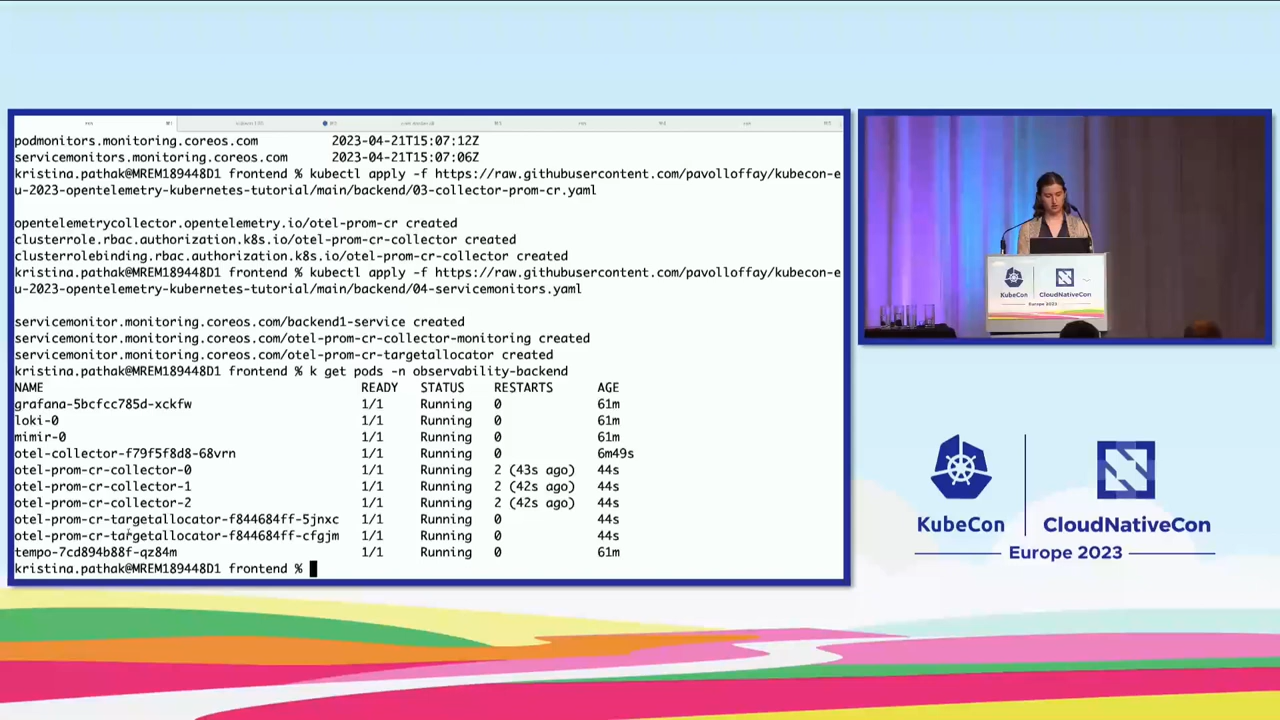 podmonitors.monitoring.coreos.com 2023-04-21T15:07:12Z
servicemonitors.monitoring.coreos.com 2023-04-21T15:07:06Z
kristina.pathak@MREM189448D1 frontend % kubectl apply -f https://raw.githubusercontent.com/pavolloffay/kubecon-e
u-2023-opentelemetry-kubernetes-tutorial/main/backend/03-collector-prom-cr.yaml
opentelemetrycollector.opentelemetry.io/otel-prom-cr created
clusterrole.rbac.authorization.k8s.io/otel-prom-cr-collector created
clusterrolebinding.rbac.authorization.k8s.io/otel-prom-cr-collector created
kristina.pathak@MREM189448D1 frontend % kubectl apply -f https://raw.githubusercontent.com/pavolloffay/kubecon-e
u-2023-opentelemetry-kubernetes-tutorial/main/backend/04-servicemonitors.yaml
servicemonitor.monitoring.coreos.com/backend1-service created
servicemonitor.monitoring.coreos.com/otel-prom-cr-collector-monitoring created
servicemonitor.monitoring.coreos.com/otel-prom-cr-targetallocator created
kristina.pathak@MREM189448D1 frontend % k get pods -n observability-backend
NAME READY STATUS RESTARTS AGE
grafana-5bcfcc785d-xckfw 1/1 Running 0 61m
loki-0 1/1 Running 0 61m
mimir-0 1/1 Running 0 61m
otel-collector-f79f5f8d8-68vrn 1/1 Running 0 6m49s
otel-prom-cr-collector-0 1/1 Running 2 (43s ago) 44s
otel-prom-cr-collector-1 1/1 Running 2 (42s ago) 44s
otel-prom-cr-collector-2 1/1 Running 2 (42s ago) 44s
otel-prom-cr-targetallocator-f844684ff-5jnxc 1/1 Running 0 44s
otel-prom-cr-targetallocator-f844684ff-cfgjm 1/1 Running 0 44s
tempo-7cd894b88f-qz84m 1/1 Running 0 61m
kristina.pathak@MREM189448D1 frontend %
KubeCon CloudNativeCon
Europe 2023
KubeCon CloudNativeCon
Europe 2023